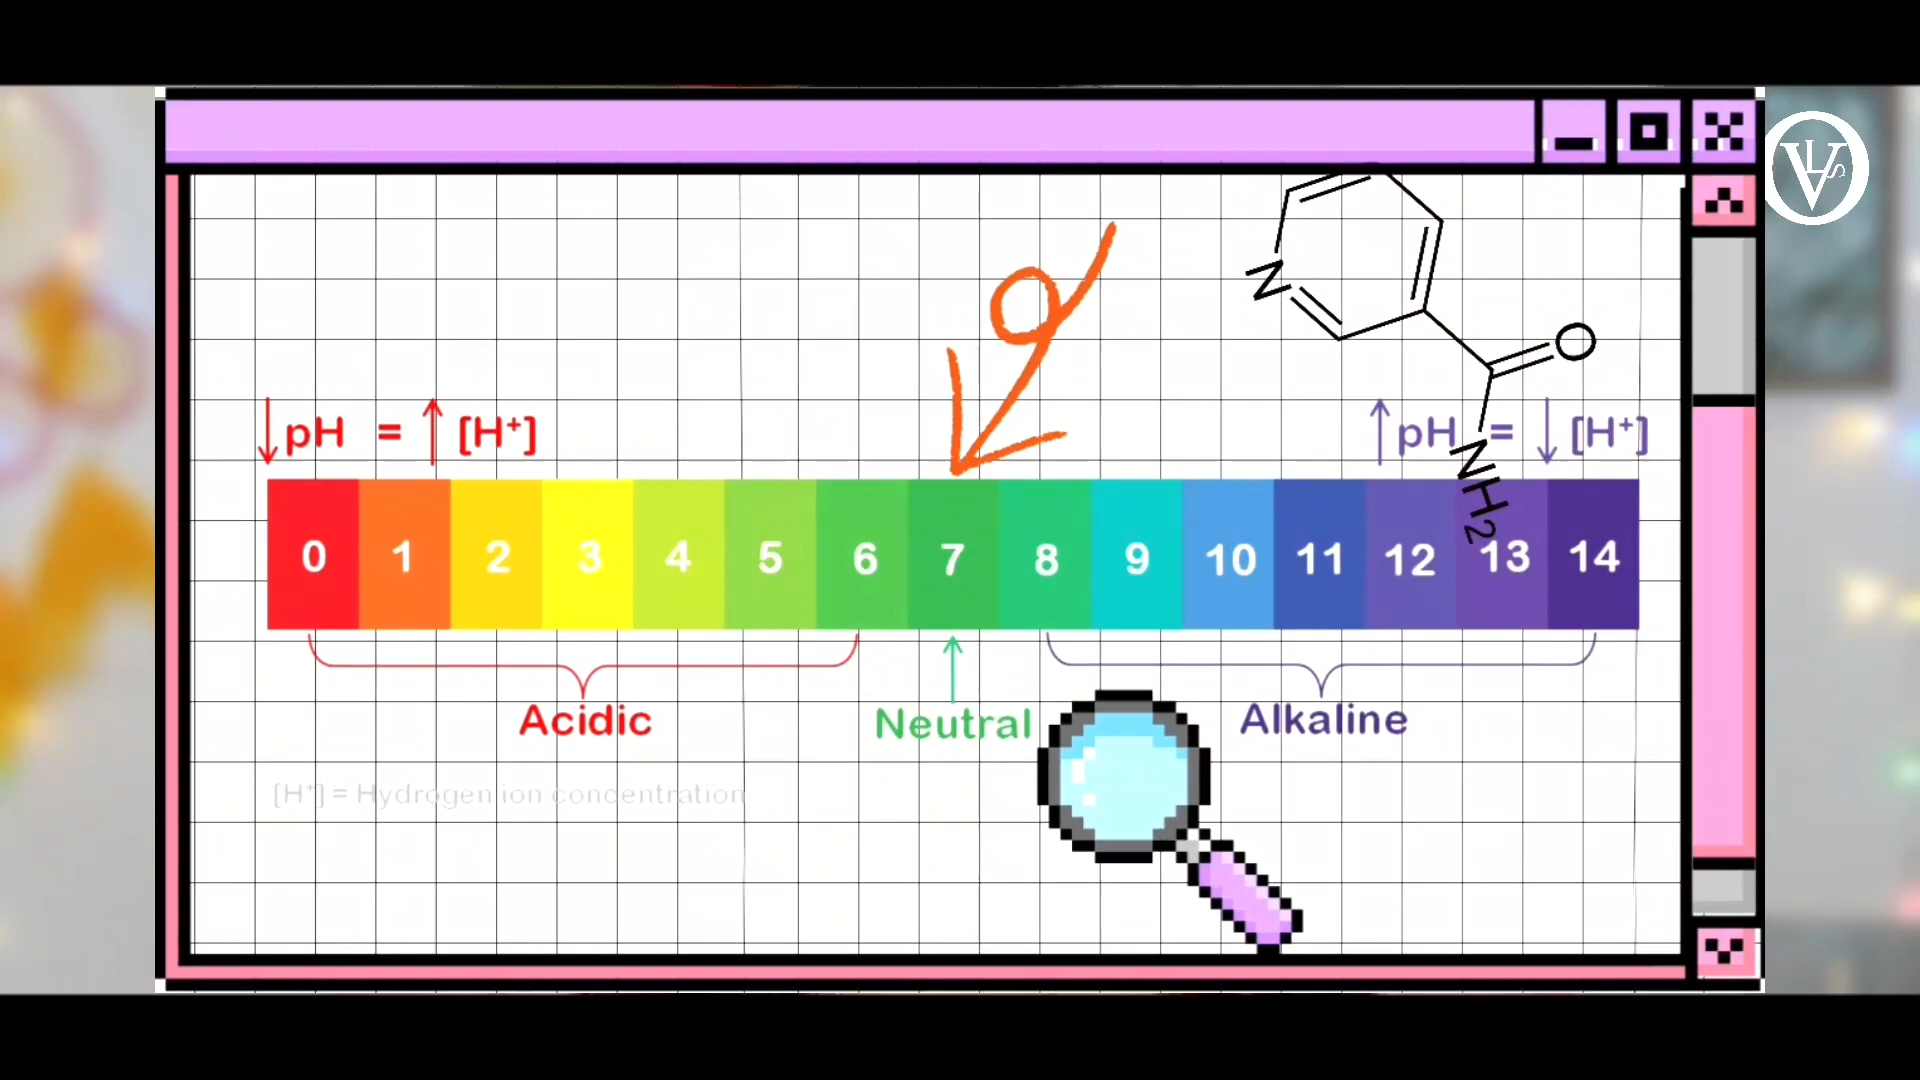 OVLS
N
O
↓pH = ↑ [H⁺]
↑pH = ↓ [H⁺]
NH₂
0 1 2 3 4 5 6 7 8 9 10 11 12 13 14
Acidic
Neutral
Alkaline
[H⁺] = Hydrogen ion concentration